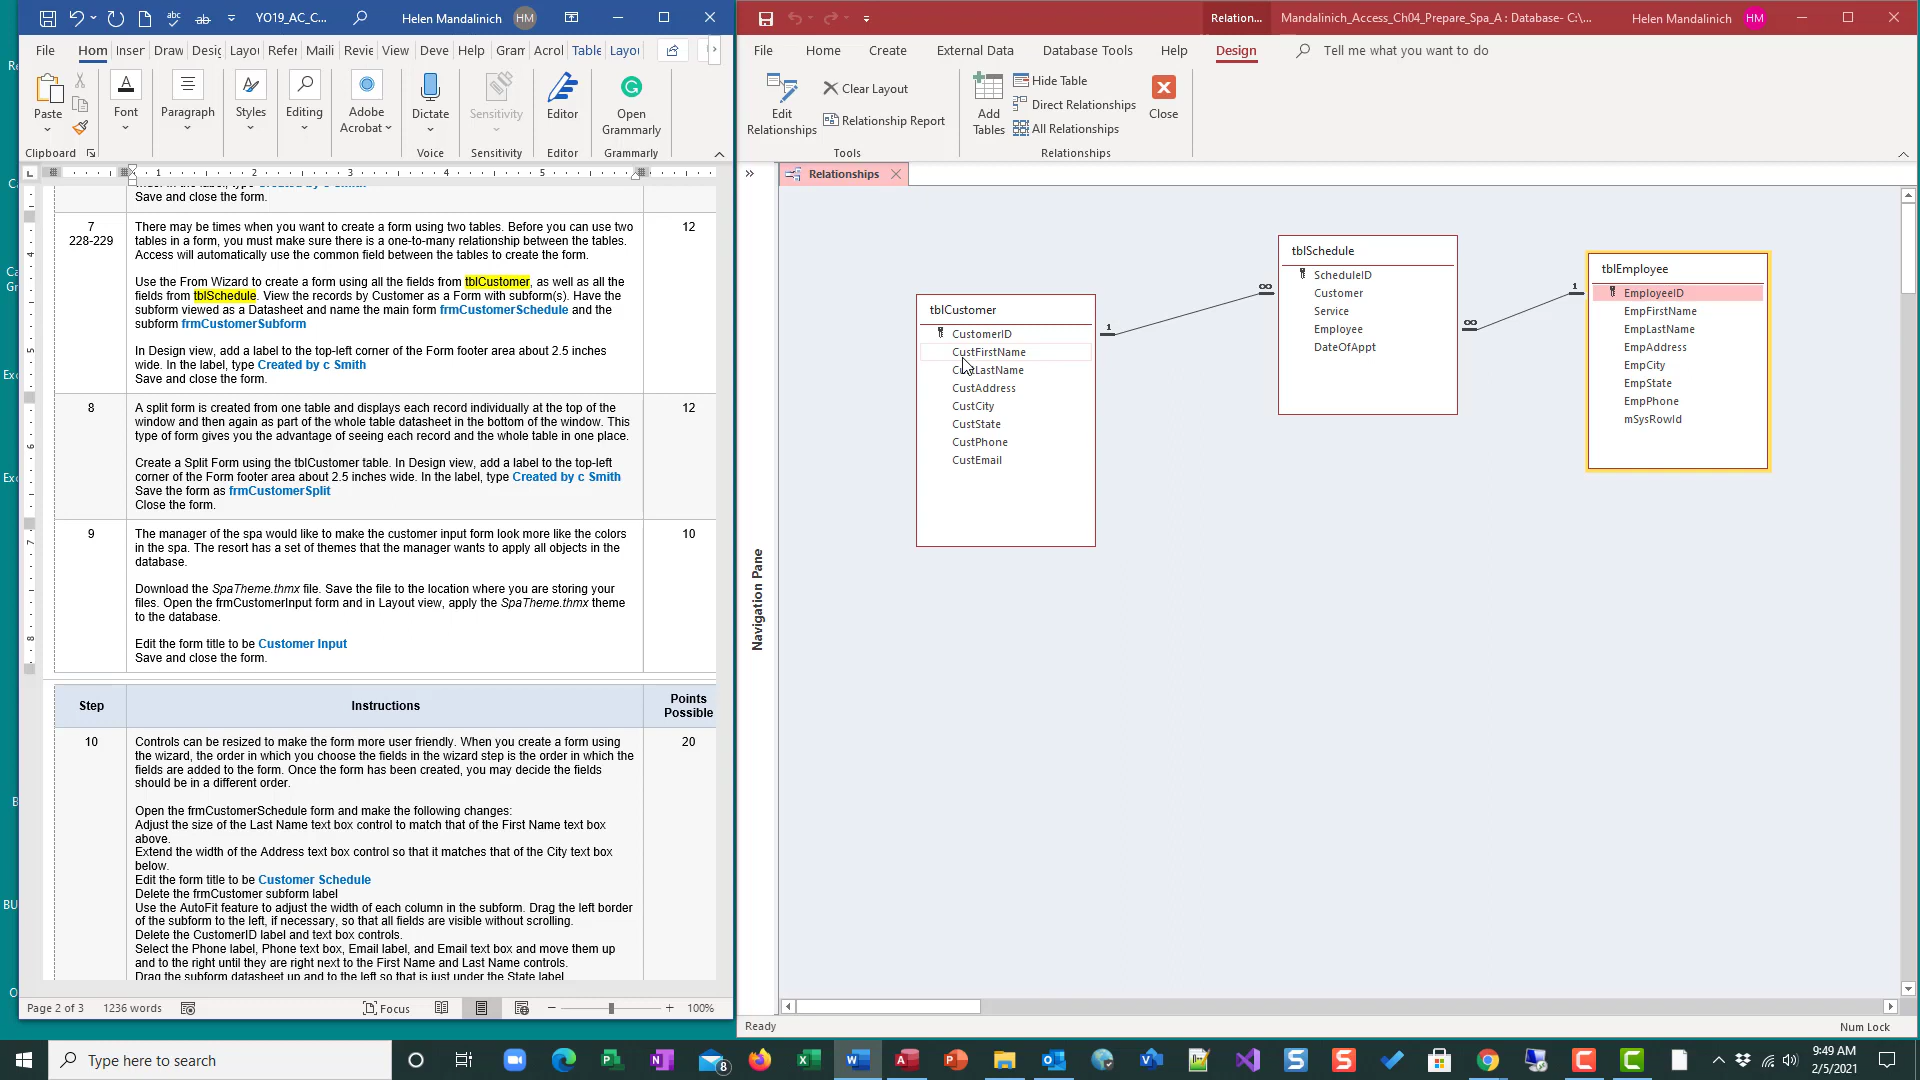 YO19_AC_C...
Helen Mandalinich
HM
File
Hom
Inser
Draw
Desig
Layou
Refer
Maili
Revie
View
Deve
Help
Gram
Acrol
Table
Layou
Paste
Font
Paragraph
Styles
Editing
Adobe
Acrobat
Dictate
Sensitivity
Editor
Open
Grammarly
Clipboard
Voice
Sensitivity
Editor
Grammarly
1 2 3 4 5
Save and close the form.
7
228-229
There may be times when you want to create a form using two tables. Before you can use two
tables in a form, you must make sure there is a one-to-many relationship between the tables.
Access will automatically use the common field between the tables to create the form.
12
Use the From Wizard to create a form using all the fields from tblCustomer, as well as all the
fields from tblSchedule. View the records by Customer as a Form with subform(s). Have the
subform viewed as a Datasheet and name the main form frmCustomerSchedule and the
subform frmCustomerSubform
In Design view, add a label to the top-left corner of the Form footer area about 2.5 inches
wide. In the label, type Created by c Smith
Save and close the form.
8
A split form is created from one table and displays each record individually at the top of the
window and then again as part of the whole table datasheet in the bottom of the window. This
type of form gives you the advantage of seeing each record and the whole table in one place.
12
Create a Split Form using the tblCustomer table. In Design view, add a label to the top-left
corner of the Form footer area about 2.5 inches wide. In the label, type Created by c Smith
Save the form as frmCustomerSplit
Close the form.
9
The manager of the spa would like to make the customer input form look more like the colors
in the spa. The resort has a set of themes that the manager wants to apply all objects in the
database.
10
Download the SpaTheme.thmx file. Save the file to the location where you are storing your
files. Open the frmCustomerInput form and in Layout view, apply the SpaTheme.thmx theme
to the database.
Edit the form title to be Customer Input
Save and close the form.
Step
Instructions
Points
Possible
10
Controls can be resized to make the form more user friendly. When you create a form using
the wizard, the order in which you choose the fields in the wizard step is the order in which the
fields are added to the form. Once the form has been created, you may decide the fields
should be in a different order.
20
Open the frmCustomerSchedule form and make the following changes:
Adjust the size of the Last Name text box control to match that of the First Name text box
above.
Extend the width of the Address text box control so that it matches that of the City text box
below.
Edit the form title to be Customer Schedule
Delete the frmCustomer subform label
Use the AutoFit feature to adjust the width of each column in the subform. Drag the left border
of the subform to the left, if necessary, so that all fields are visible without scrolling.
Delete the CustomerID label and text box controls.
Select the Phone label, Phone text box, Email label, and Email text box and move them up
and to the right until they are right next to the First Name and Last Name controls.
Drag the subform datasheet up and to the left so that is just under the State label
Page 2 of 3
1236 words
Focus
100%
Relation...
Mandalinich_Access_Ch04_Prepare_Spa_A : Database- C:\...
Helen Mandalinich
HM
File
Home
Create
External Data
Database Tools
Help
Design
Tell me what you want to do
Edit
Relationships
Clear Layout
Relationship Report
Add
Tables
Hide Table
Direct Relationships
All Relationships
Close
Tools
Relationships
Relationships
Navigation Pane
tblCustomer
CustomerID
CustFirstName
CustLastName
CustAddress
CustCity
CustState
CustPhone
CustEmail
1
∞
tblSchedule
ScheduleID
Customer
Service
Employee
DateOfAppt
∞
1
tblEmployee
EmployeeID
EmpFirstName
EmpLastName
EmpAddress
EmpCity
EmpState
EmpPhone
mSysRowId
Ready
Num Lock
Type here to search
8
9:49 AM
2/5/2021